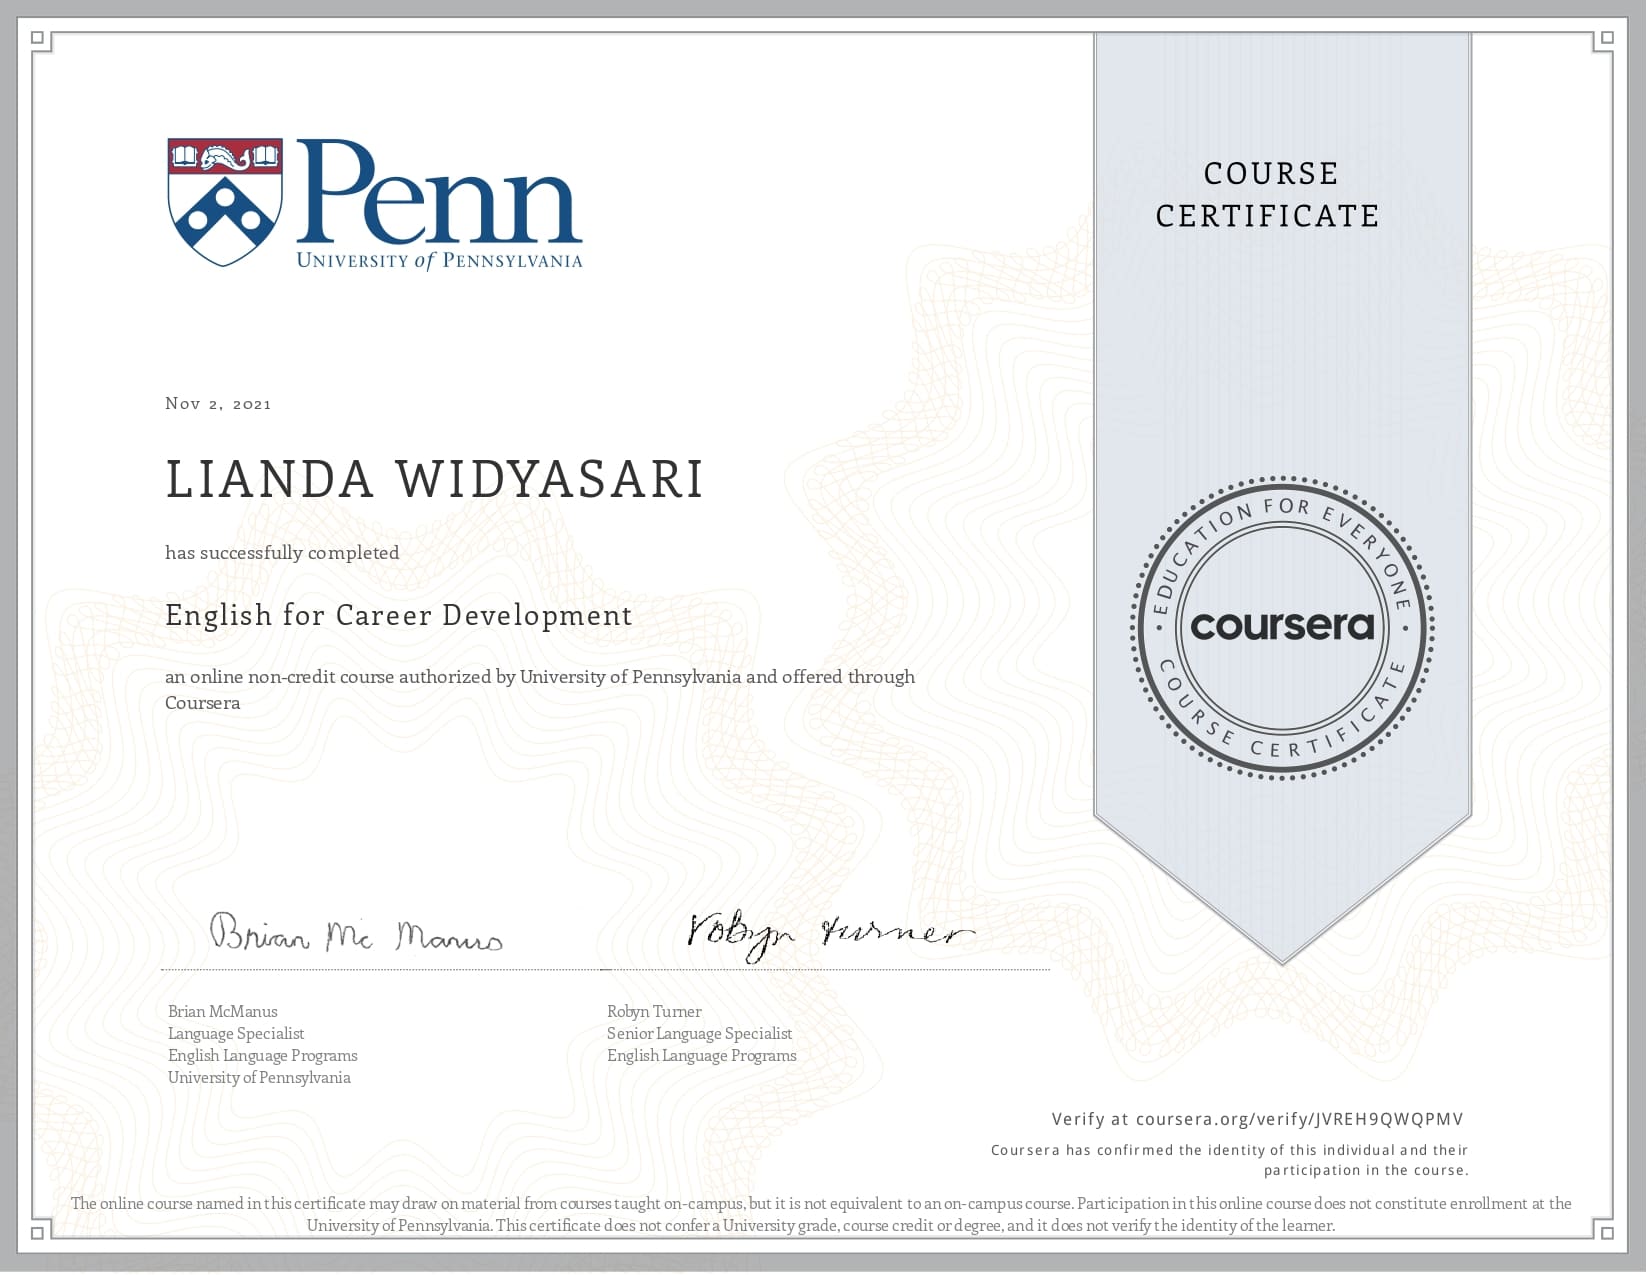 Penn
UNIVERSITY of PENNSYLVANIA
COURSE
CERTIFICATE
Nov 2, 2021
LIANDA WIDYASARI
has successfully completed
English for Career Development
an online non-credit course authorized by University of Pennsylvania and offered through
Coursera
EDUCATION FOR EVERYONE
coursera
COURSE CERTIFICATE
Brian Mc Manus
Robyn Turner
Brian McManus
Language Specialist
English Language Programs
University of Pennsylvania
Robyn Turner
Senior Language Specialist
English Language Programs
Verify at coursera.org/verify/JVREH9QWQPMV
Coursera has confirmed the identity of this individual and their
participation in the course.
The online course named in this certificate may draw on material from courses taught on-campus, but it is not equivalent to an on-campus course. Participation in this online course does not constitute enrollment at the
University of Pennsylvania. This certificate does not confer a University grade, course credit or degree, and it does not verify the identity of the learner.